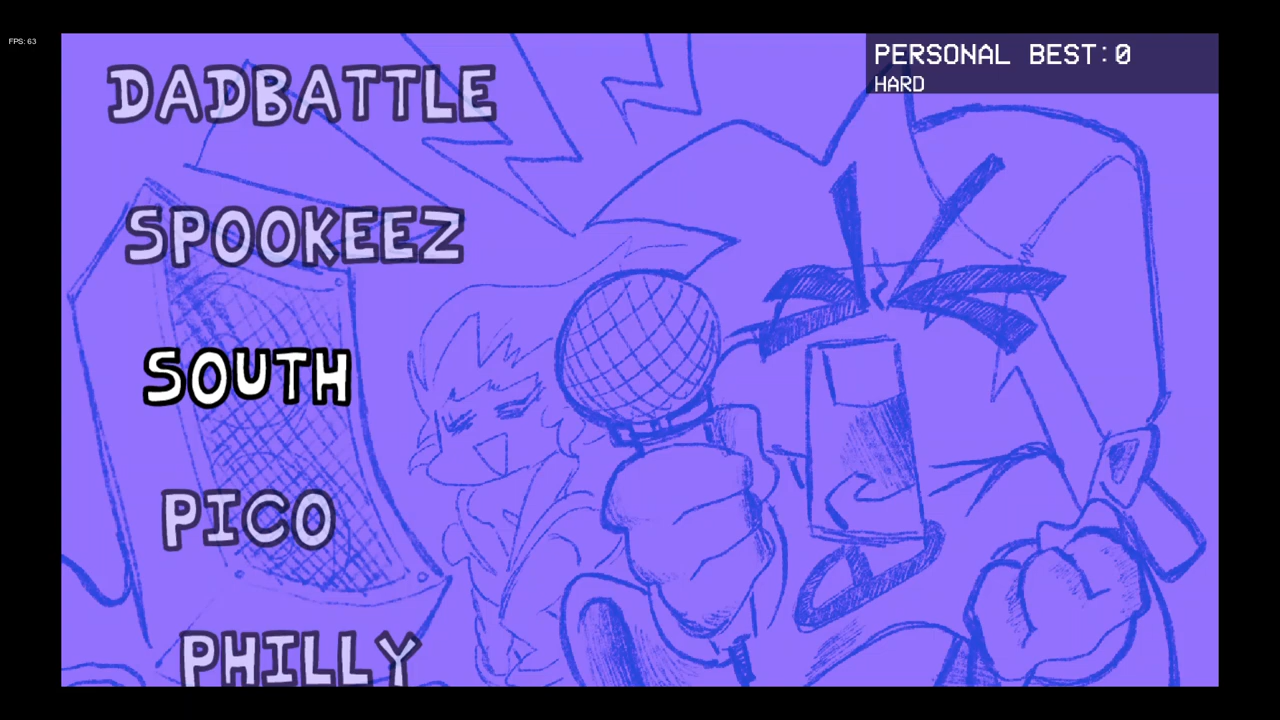 FPS: 63
PERSONAL BEST:0
HARD
DADBATTLE
SPOOKEEZ
SOUTH
PICO
PHILLY